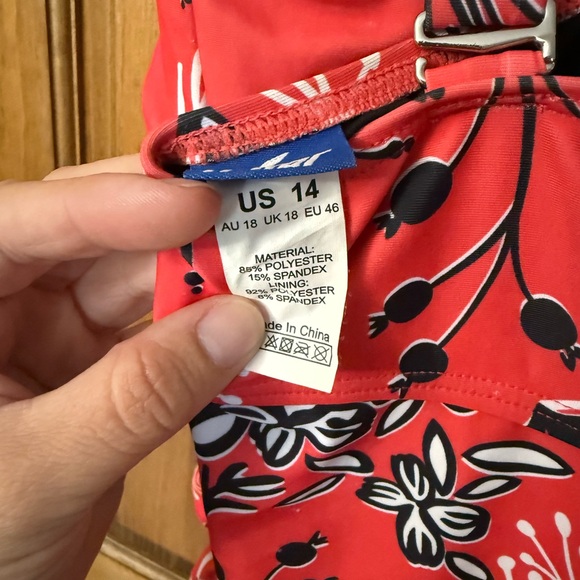 US 14
AU 18 UK 18 EU 46
MATERIAL:
85% POLYESTER
15% SPANDEX
LINING:
92% POLYESTER
8% SPANDEX
Made In China